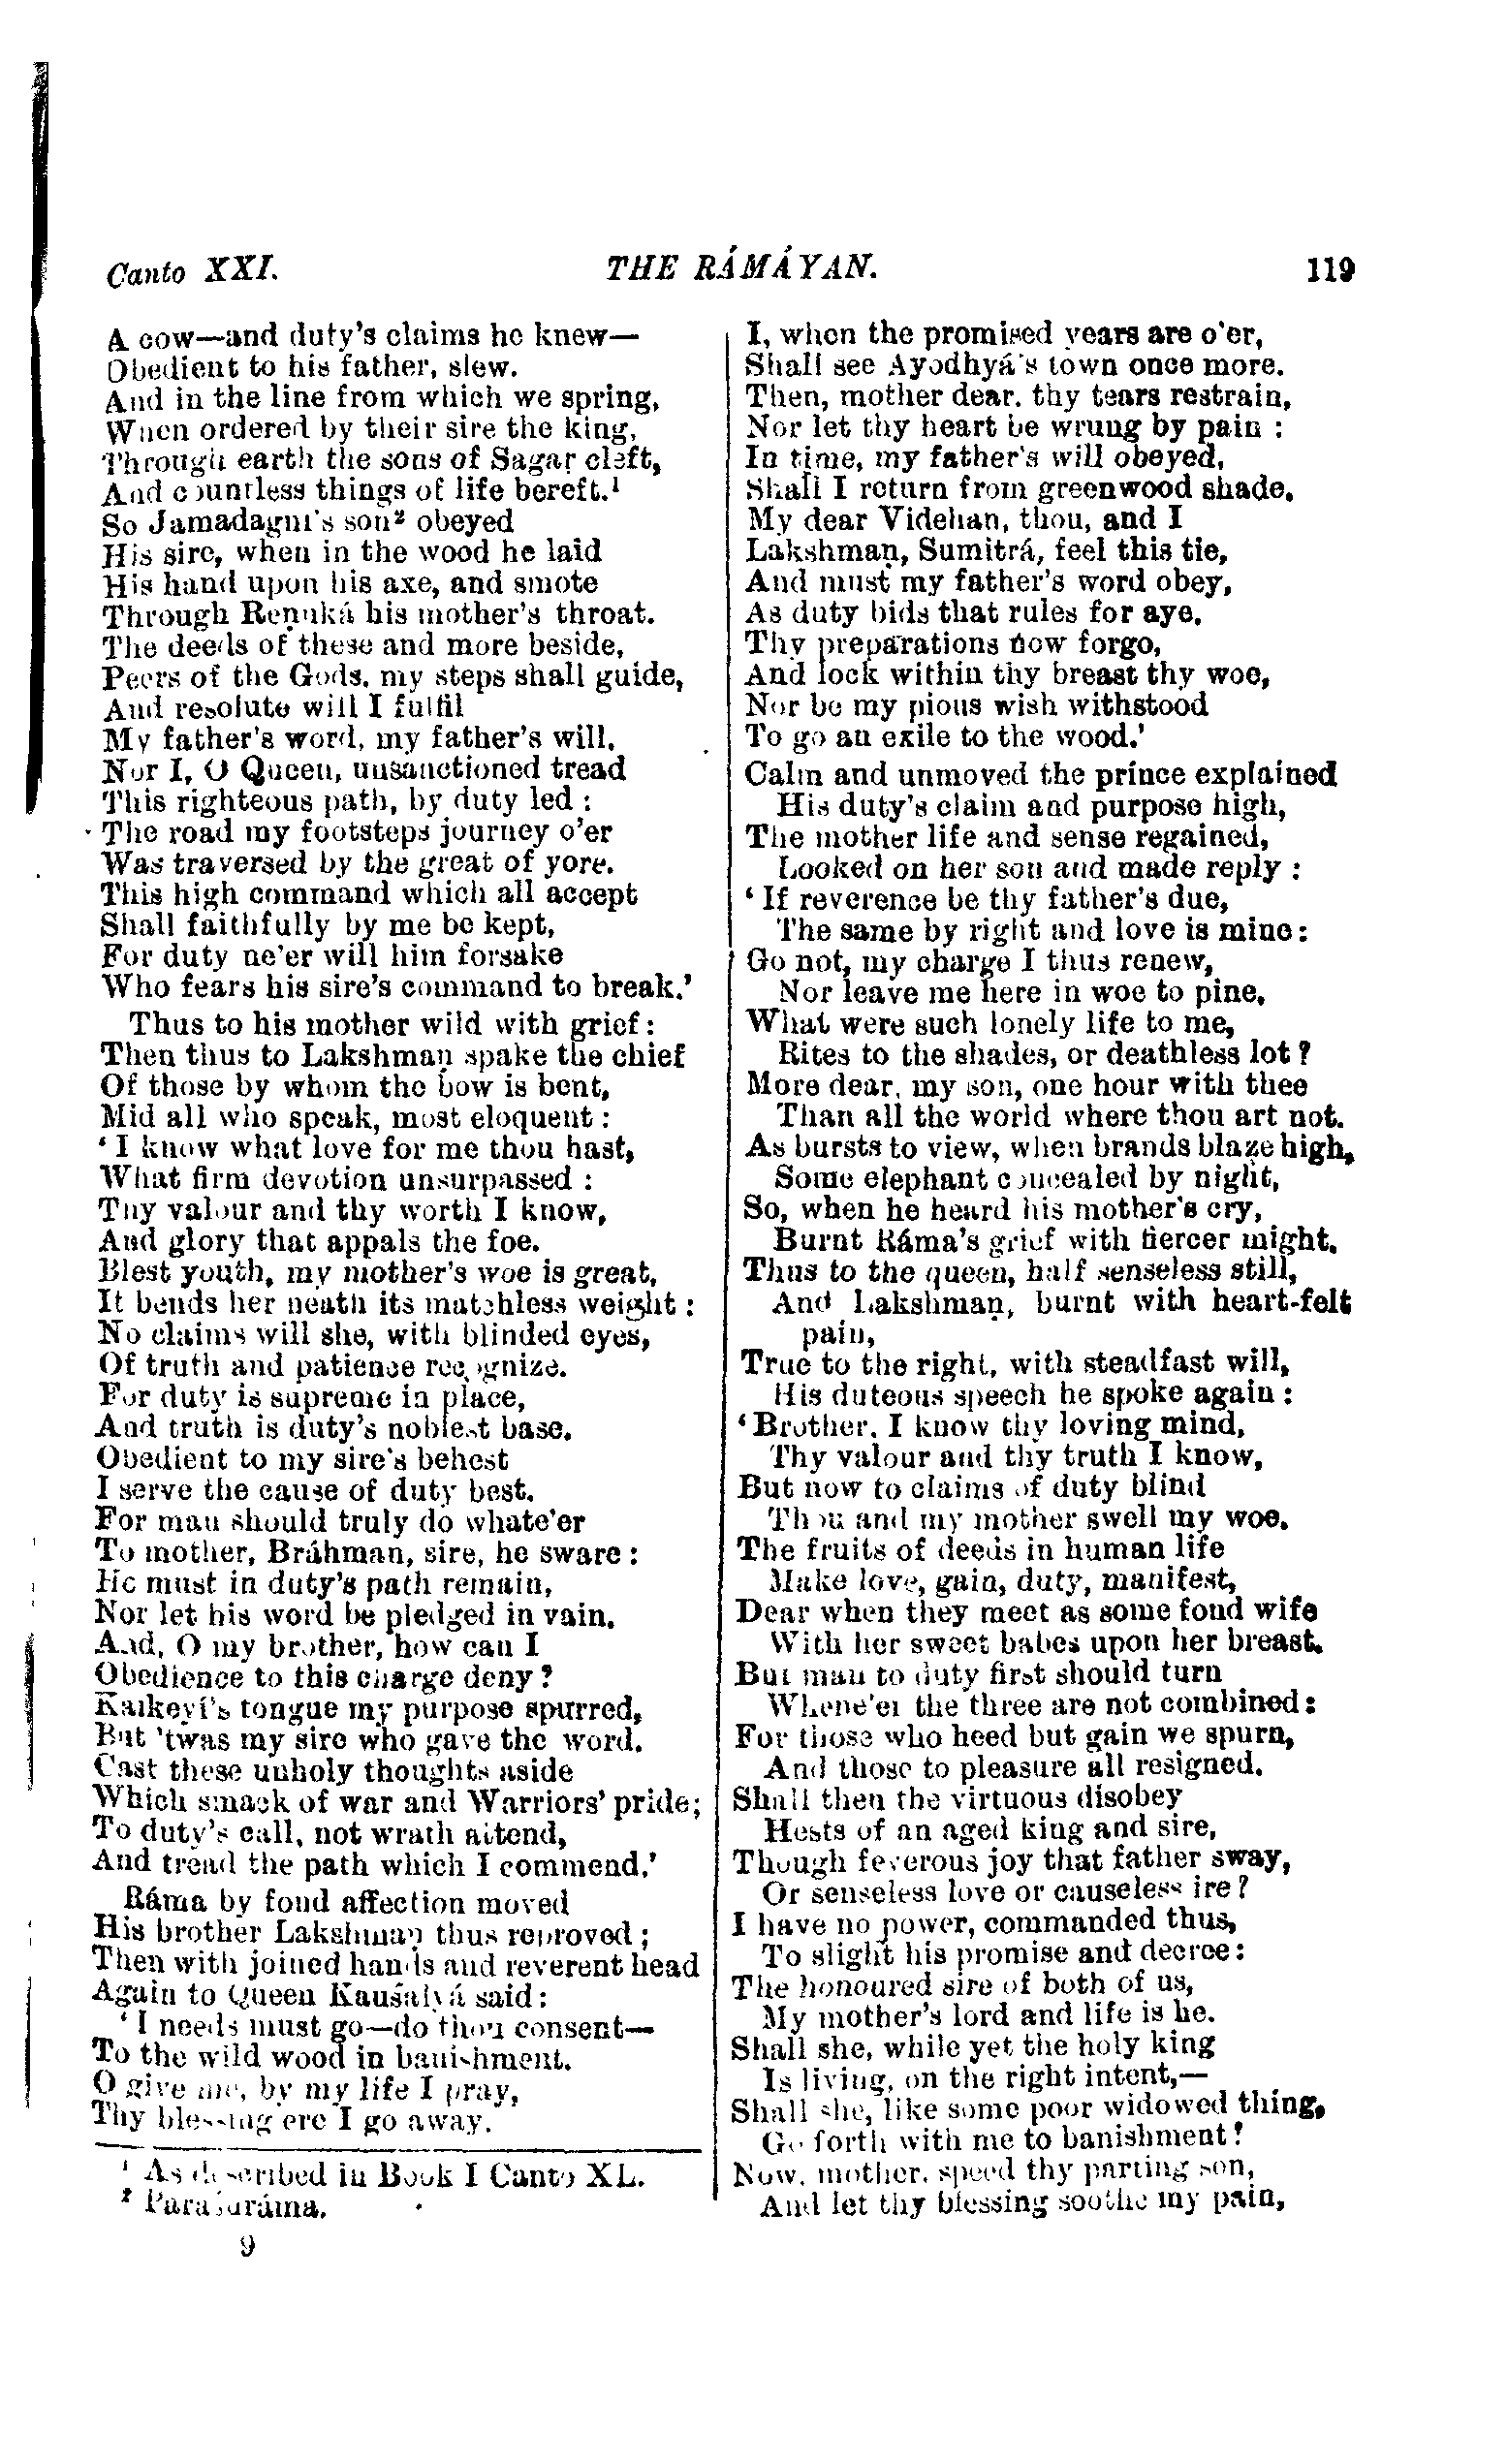 Canto XXI.
THE RÁMÁYAN.
119
A cow—and duty's claims he knew—
Obedient to his father, slew.
And in the line from which we spring,
When ordered by their sire the king,
Through earth the sons of Sagar cleft,
And countless things of life bereft.¹
So Jamadagni's son² obeyed
His sire, when in the wood he laid
His hand upon his axe, and smote
Through Reṇuká his mother's throat.
The deeds of these and more beside,
Peers of the Gods, my steps shall guide,
And resolute will I fulfil
My father's word, my father's will.
Nor I, O Queen, unsanctioned tread
This righteous path, by duty led :
The road my footsteps journey o'er
Was traversed by the great of yore.
This high command which all accept
Shall faithfully by me be kept,
For duty ne'er will him forsake
Who fears his sire's command to break.'
Thus to his mother wild with grief:
Then thus to Lakshmaṇ spake the chief
Of those by whom the bow is bent,
Mid all who speak, most eloquent :
'I know what love for me thou hast,
What firm devotion unsurpassed :
Thy valour and thy worth I know,
And glory that appals the foe.
Blest youth, my mother's woe is great,
It bends her neath its matchless weight :
No claims will she, with blinded eyes,
Of truth and patience recognize.
For duty is supreme in place,
And truth is duty's noblest base.
Obedient to my sire's behest
I serve the cause of duty best.
For man should truly do whate'er
To mother, Bráhman, sire, he sware :
He must in duty's path remain,
Nor let his word be pledged in vain.
And, O my brother, how can I
Obedience to this charge deny?
Kaikeyí's tongue my purpose spurred,
But 'twas my sire who gave the word.
Cast these unholy thoughts aside
Which smack of war and Warriors' pride;
To duty's call, not wrath attend,
And tread the path which I commend.'
Ráma by fond affection moved
His brother Lakshmaṇ thus reproved ;
Then with joined hands and reverent head
Again to Queen Kauśalyá said:
'I needs must go—do thou consent—
To the wild wood in banishment.
O give me, by my life I pray,
Thy blessing ere I go away.
¹ As described in Book I Canto XL.
² Paraśuráma.
9
I, when the promised years are o'er,
Shall see Ayodhyá's town once more.
Then, mother dear, thy tears restrain,
Nor let thy heart be wrung by pain :
In time, my father's will obeyed,
Shall I return from greenwood shade.
My dear Videhan, thou, and I
Lakshmaṇ, Sumitrá, feel this tie,
And must my father's word obey,
As duty bids that rules for aye.
Thy preparations now forgo,
And lock within thy breast thy woe,
Nor be my pious wish withstood
To go an exile to the wood.'
Calm and unmoved the prince explained
His duty's claim and purpose high,
The mother life and sense regained,
Looked on her son and made reply :
'If reverence be thy father's due,
The same by right and love is mine:
Go not, my charge I thus renew,
Nor leave me here in woe to pine.
What were such lonely life to me,
Rites to the shades, or deathless lot?
More dear, my son, one hour with thee
Than all the world where thou art not.
As bursts to view, when brands blaze high,
Some elephant concealed by night,
So, when he heard his mother's cry,
Burnt Ráma's grief with fiercer might.
Thus to the queen, half senseless still,
And Lakshmaṇ, burnt with heart-felt
pain,
True to the right, with steadfast will,
His duteous speech he spoke again :
'Brother, I know thy loving mind,
Thy valour and thy truth I know,
But now to claims of duty blind
Thou and my mother swell my woe.
The fruits of deeds in human life
Make love, gain, duty, manifest,
Dear when they meet as some fond wife
With her sweet babes upon her breast.
But man to duty first should turn
Whene'er the three are not combined:
For those who heed but gain we spurn,
And those to pleasure all resigned.
Shall then the virtuous disobey
Hests of an aged king and sire,
Though feverous joy that father sway,
Or senseless love or causeless ire?
I have no power, commanded thus,
To slight his promise and decree:
The honoured sire of both of us,
My mother's lord and life is he.
Shall she, while yet the holy king
Is living, on the right intent,—
Shall she, like some poor widowed thing,
Go forth with me to banishment?
Now, mother, speed thy parting son,
And let thy blessing soothe my pain,